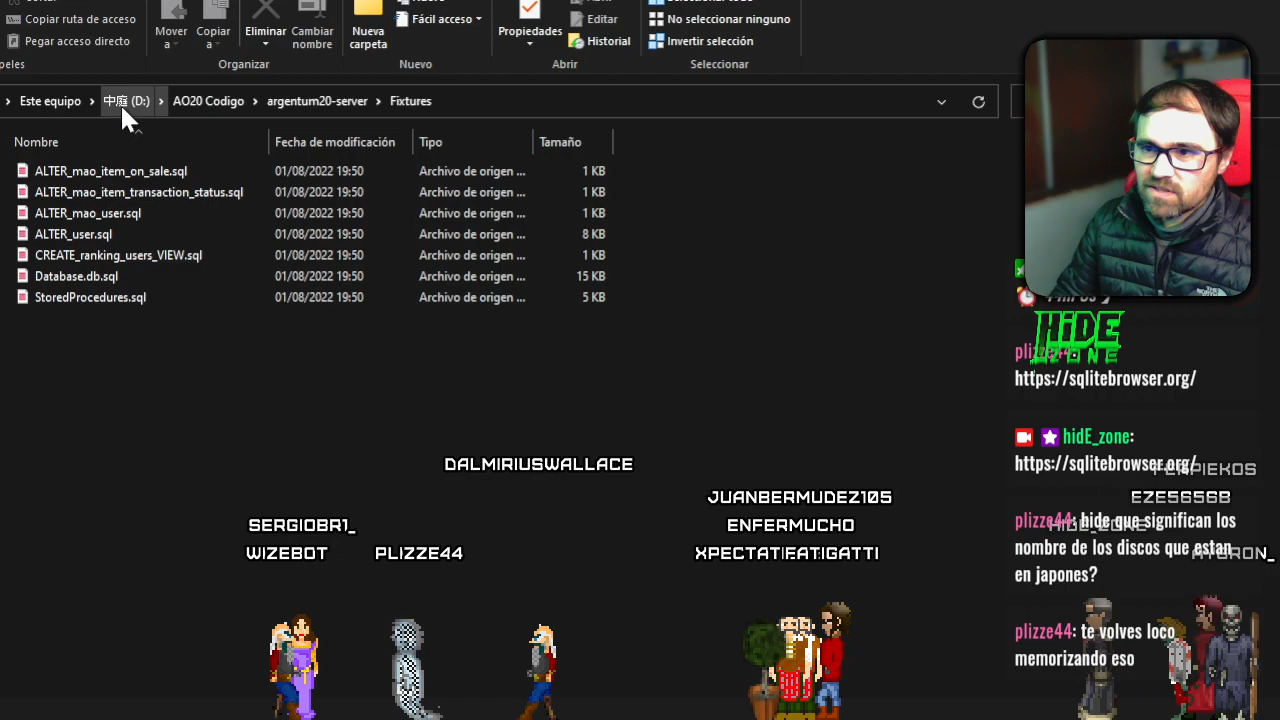 Copiar ruta de acceso
Pegar acceso directo
Mover a
Copiar a
Eliminar
Cambiar nombre
Nueva carpeta
Fácil acceso
Propiedades
Editar
Historial
No seleccionar ninguno
Invertir selección
peles
Organizar
Nuevo
Abrir
Seleccionar
Este equipo
中庭 (D:)
AO20 Codigo
argentum20-server
Fixtures
Nombre
Fecha de modificación
Tipo
Tamaño
ALTER_mao_item_on_sale.sql 01/08/2022 19:50 Archivo de origen ... 1 KB
ALTER_mao_item_transaction_status.sql 01/08/2022 19:50 Archivo de origen ... 1 KB
ALTER_mao_user.sql 01/08/2022 19:50 Archivo de origen ... 1 KB
ALTER_user.sql 01/08/2022 19:50 Archivo de origen ... 8 KB
CREATE_ranking_users_VIEW.sql 01/08/2022 19:50 Archivo de origen ... 1 KB
Database.db.sql 01/08/2022 19:50 Archivo de origen ... 15 KB
StoredProcedures.sql 01/08/2022 19:50 Archivo de origen ... 5 KB
HiDE
ZONE
plizze44:
https://sqlitebrowser.org/
hidE_zone:
https://sqlitebrowser.org/
plizze44: hide que significan los
nombre de los discos que estan
en japones?
plizze44: te volves loco
memorizando eso
DALMIRIUSWALLACE
JUANBERMUDEZ105
EZE5656B
SERGIOBR1_
ENFERMUCHO
HIDE_ZONE
WIZEBOT
PLIZZE44